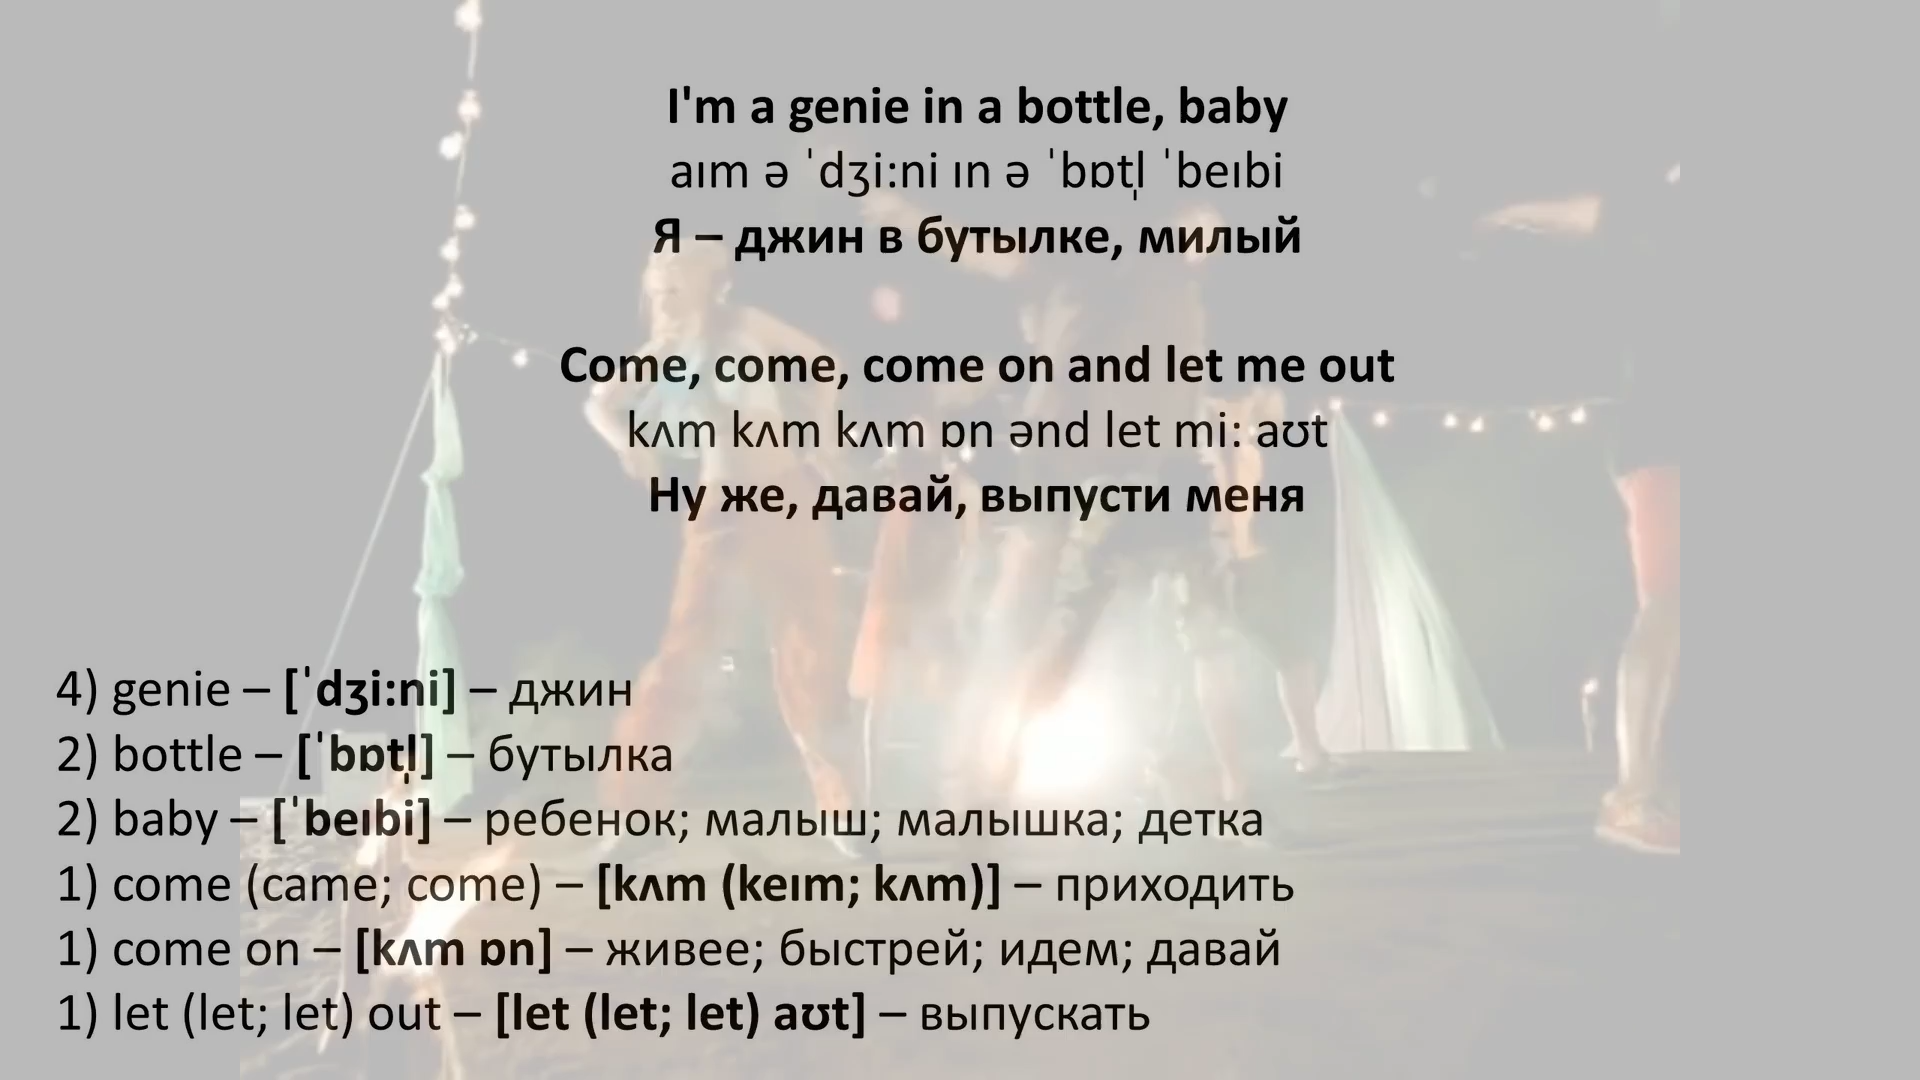 I'm a genie in a bottle, baby
aɪm ə ˈdʒi:ni ɪn ə ˈbɒtl̩ ˈbeɪbi
Я – джин в бутылке, милый
Come, come, come on and let me out
kʌm kʌm kʌm ɒn ənd let mi: aʊt
Ну же, давай, выпусти меня
4) genie – [ˈdʒi:ni] – джин
2) bottle – [ˈbɒtl̩] – бутылка
2) baby – [ˈbeɪbi] – ребенок; малыш; малышка; детка
1) come (came; come) – [kʌm (keɪm; kʌm)] – приходить
1) come on – [kʌm ɒn] – живее; быстрей; идем; давай
1) let (let; let) out – [let (let; let) aʊt] – выпускать